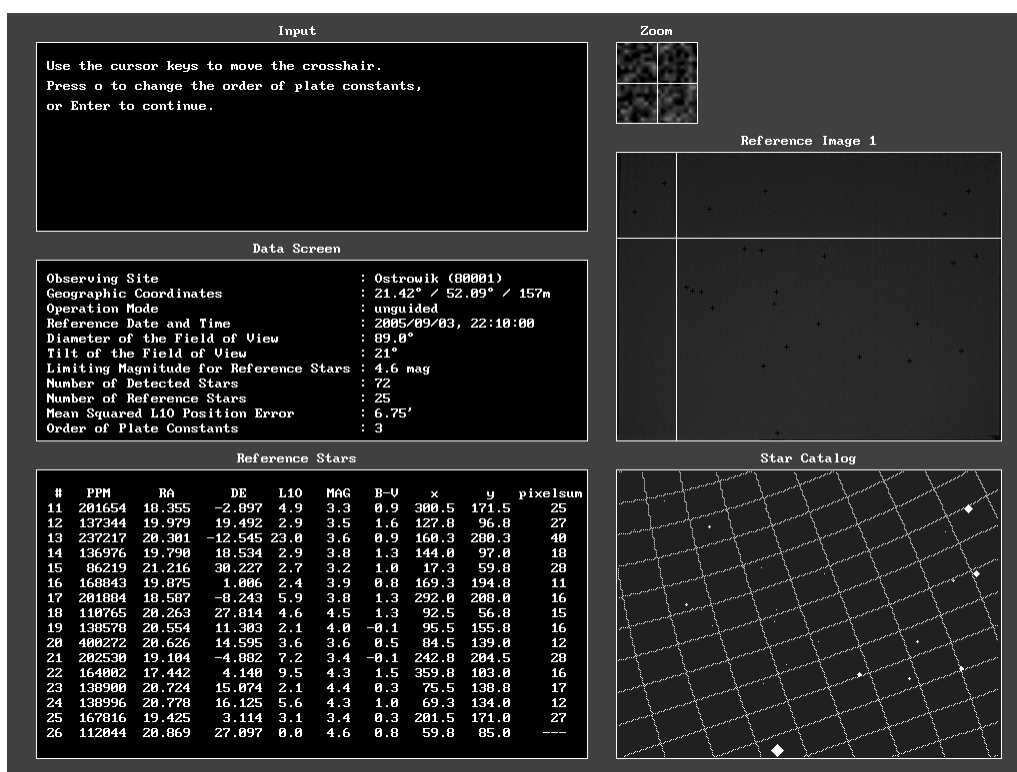 Input
Use the cursor keys to move the crosshair.
Press o to change the order of plate constants,
or Enter to continue.
Zoom
Reference Image 1
Data Screen
Observing Site : Ostrowik (80001)
Geographic Coordinates : 21.42° / 52.09° / 157m
Operation Mode : unguided
Reference Date and Time : 2005/09/03, 22:10:00
Diameter of the Field of View : 89.0°
Tilt of the Field of View : 21°
Limiting Magnitude for Reference Stars : 4.6 mag
Number of Detected Stars : 72
Number of Reference Stars : 25
Mean Squared L1O Position Error : 6.75'
Order of Plate Constants : 3
Reference Stars
# PPM RA DE L1O MAG B-V x y pixelsum
11 201654 18.355 -2.897 4.9 3.3 0.9 300.5 171.5 25
12 137344 19.979 19.492 2.9 3.5 1.6 127.8 96.8 27
13 237217 20.301 -12.545 23.0 3.6 0.9 160.3 280.3 40
14 136976 19.790 18.534 2.9 3.8 1.3 144.0 97.0 18
15 86219 21.216 30.227 2.7 3.2 1.0 17.3 59.8 28
16 168843 19.875 1.006 2.4 3.9 0.8 169.3 194.8 11
17 201884 18.587 -8.243 5.9 3.8 1.3 292.0 208.0 16
18 110765 20.263 27.814 4.6 4.5 1.3 92.5 56.8 15
19 138578 20.554 11.303 2.1 4.0 -0.1 95.5 155.8 16
20 400272 20.626 14.595 3.6 3.6 0.5 84.5 139.0 12
21 202530 19.104 -4.882 7.2 3.4 -0.1 242.8 204.5 28
22 164002 17.442 4.140 9.5 4.3 1.5 359.8 103.0 16
23 138900 20.724 15.074 2.1 4.4 0.3 75.5 138.8 17
24 138996 20.778 16.125 5.6 4.3 1.0 69.3 134.0 12
25 167816 19.425 3.114 3.1 3.4 0.3 201.5 171.0 27
26 112044 20.869 27.097 0.0 4.6 0.8 59.8 85.0 ---
Star Catalog